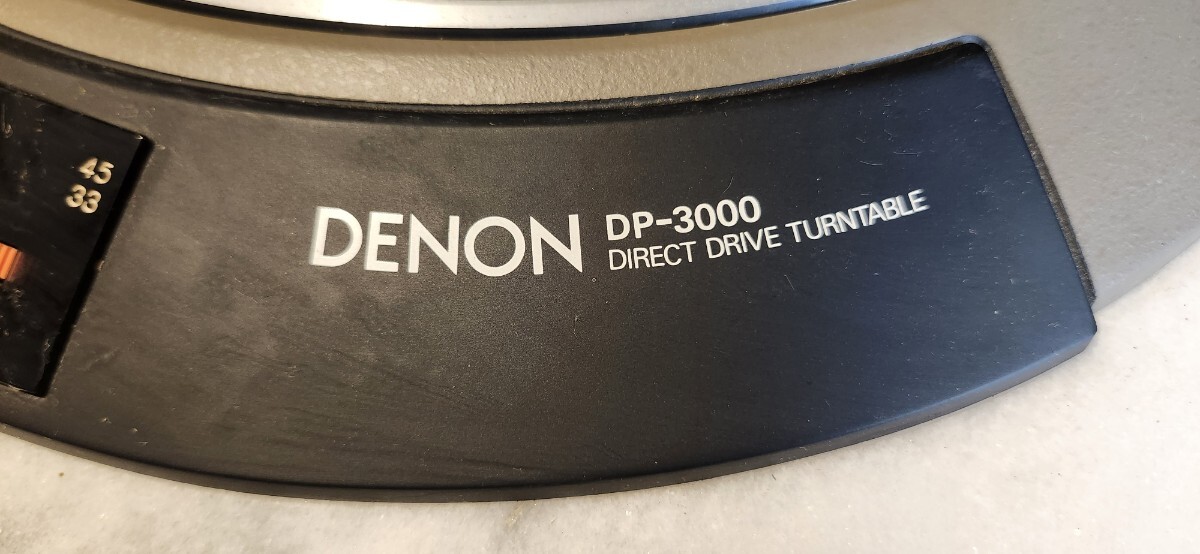 45
33
DENON
DP-3000
DIRECT DRIVE TURNTABLE